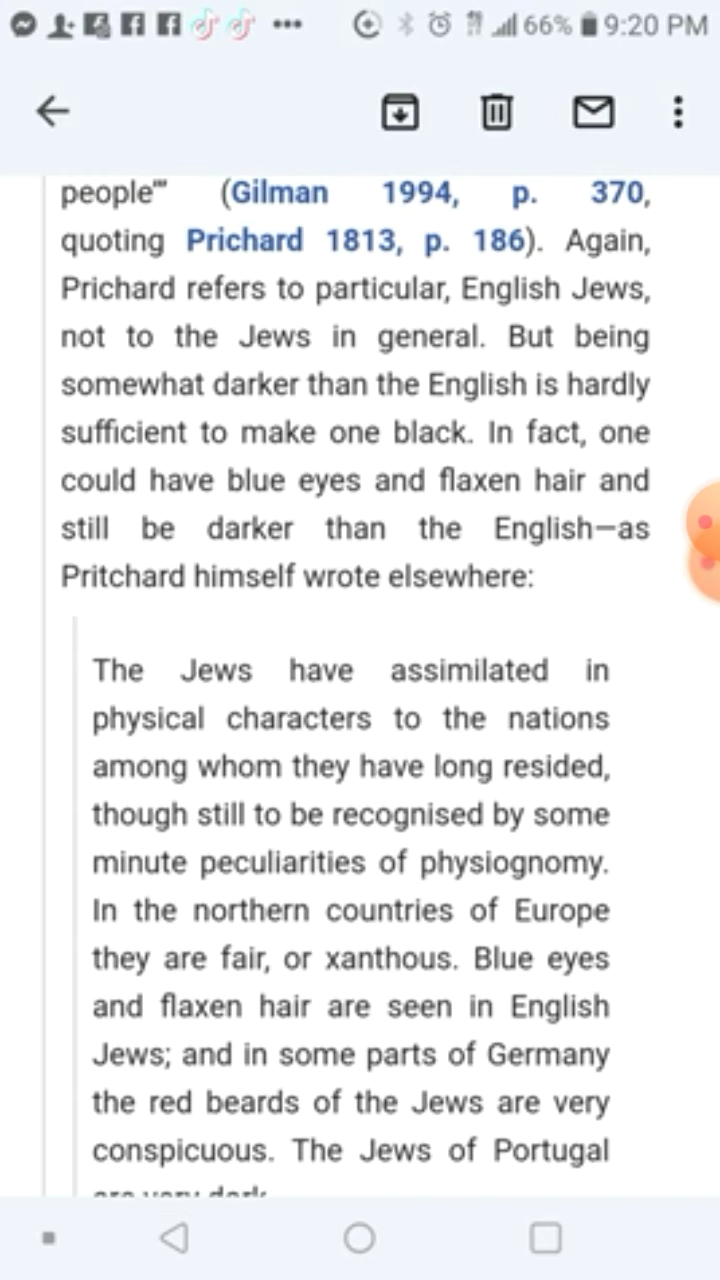 66% 9:20 PM
people'" (Gilman 1994, p. 370,
quoting Prichard 1813, p. 186). Again,
Prichard refers to particular, English Jews,
not to the Jews in general. But being
somewhat darker than the English is hardly
sufficient to make one black. In fact, one
could have blue eyes and flaxen hair and
still be darker than the English—as
Pritchard himself wrote elsewhere:
The Jews have assimilated in
physical characters to the nations
among whom they have long resided,
though still to be recognised by some
minute peculiarities of physiognomy.
In the northern countries of Europe
they are fair, or xanthous. Blue eyes
and flaxen hair are seen in English
Jews; and in some parts of Germany
the red beards of the Jews are very
conspicuous. The Jews of Portugal
are very dark